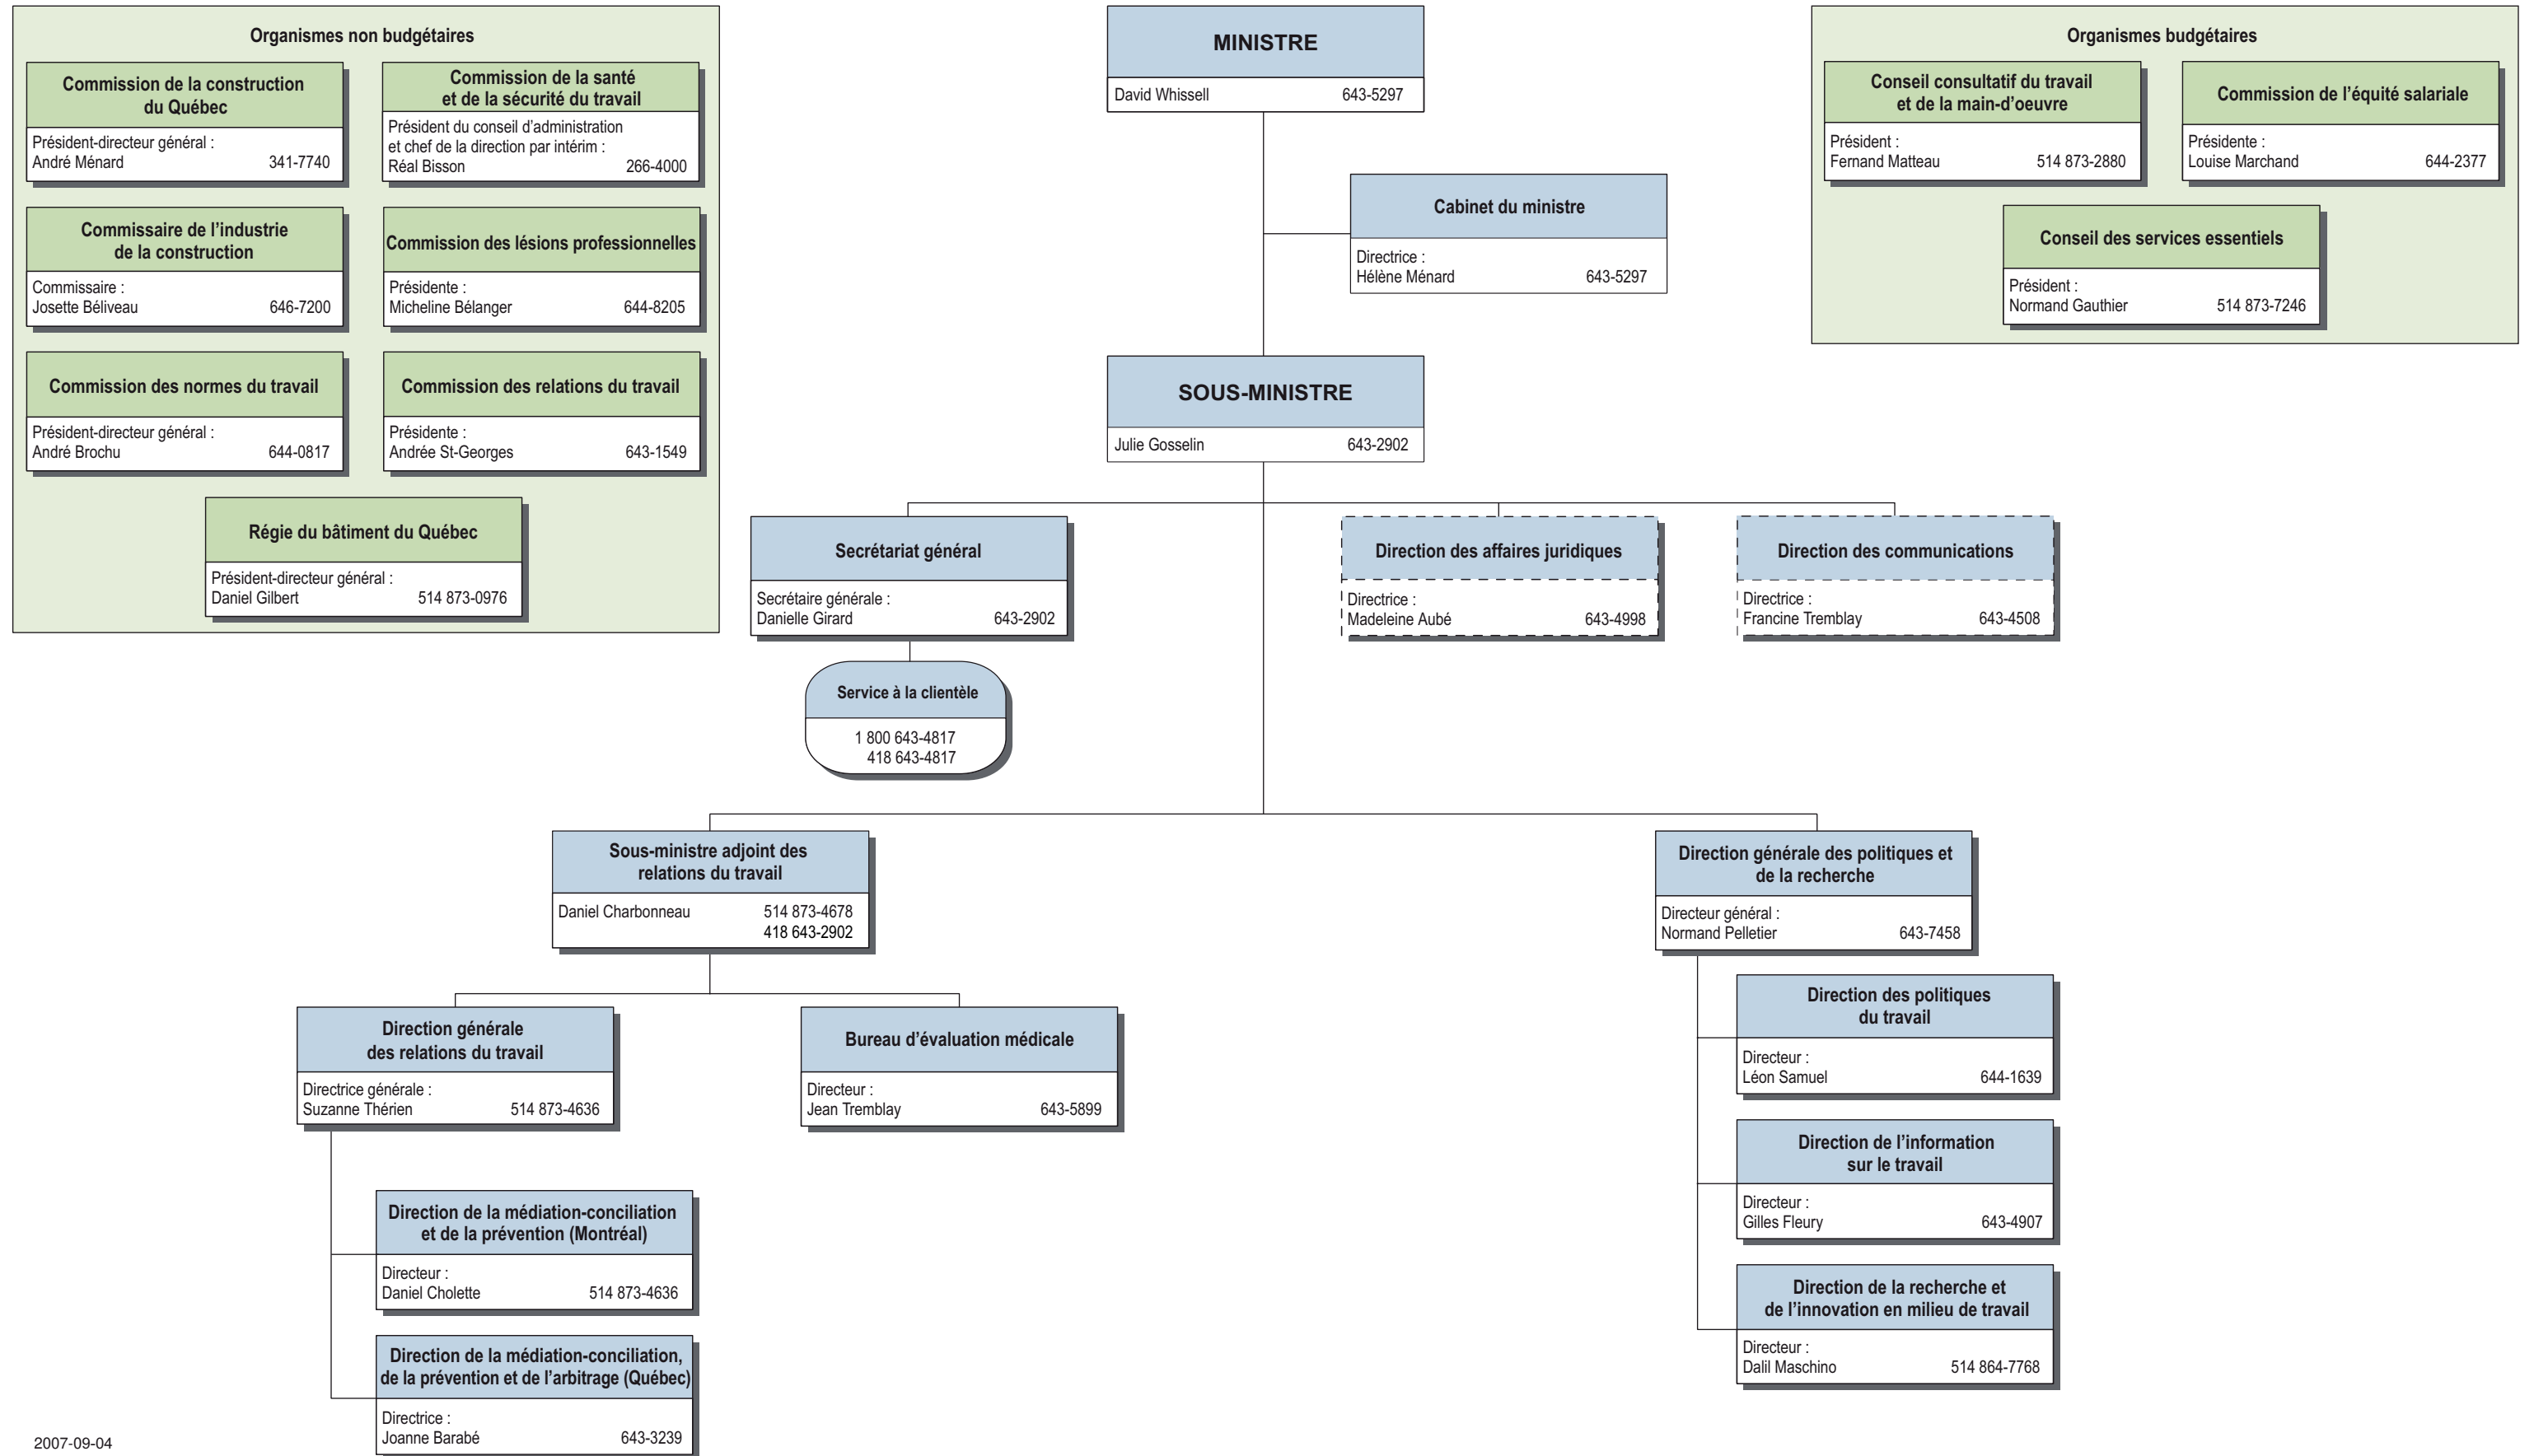 Organismes non budgétaires
Commission de la construction
du Québec
Président-directeur général :
André Ménard 341-7740
Commission de la santé
et de la sécurité du travail
Président du conseil d’administration
et chef de la direction par intérim :
Réal Bisson 266-4000
Commissaire de l’industrie
de la construction
Commissaire :
Josette Béliveau 646-7200
Commission des lésions professionnelles
Présidente :
Micheline Bélanger 644-8205
Commission des normes du travail
Président-directeur général :
André Brochu 644-0817
Commission des relations du travail
Présidente :
Andrée St-Georges 643-1549
Régie du bâtiment du Québec
Président-directeur général :
Daniel Gilbert 514 873-0976
MINISTRE
David Whissell 643-5297
Cabinet du ministre
Directrice :
Hélène Ménard 643-5297
Organismes budgétaires
Conseil consultatif du travail
et de la main-d’oeuvre
Président :
Fernand Matteau 514 873-2880
Commission de l’équité salariale
Présidente :
Louise Marchand 644-2377
Conseil des services essentiels
Président :
Normand Gauthier 514 873-7246
SOUS-MINISTRE
Julie Gosselin 643-2902
Secrétariat général
Secrétaire générale :
Danielle Girard 643-2902
Service à la clientèle
1 800 643-4817
418 643-4817
Direction des affaires juridiques
Directrice :
Madeleine Aubé 643-4998
Direction des communications
Directrice :
Francine Tremblay 643-4508
Sous-ministre adjoint des
relations du travail
Daniel Charbonneau 514 873-4678
418 643-2902
Direction générale
des relations du travail
Directrice générale :
Suzanne Thérien 514 873-4636
Bureau d’évaluation médicale
Directeur :
Jean Tremblay 643-5899
Direction de la médiation-conciliation
et de la prévention (Montréal)
Directeur :
Daniel Cholette 514 873-4636
Direction de la médiation-conciliation,
de la prévention et de l’arbitrage (Québec)
Directrice :
Joanne Barabé 643-3239
Direction générale des politiques et
de la recherche
Directeur général :
Normand Pelletier 643-7458
Direction des politiques
du travail
Directeur :
Léon Samuel 644-1639
Direction de l’information
sur le travail
Directeur :
Gilles Fleury 643-4907
Direction de la recherche et
de l’innovation en milieu de travail
Directeur :
Dalil Maschino 514 864-7768
2007-09-04